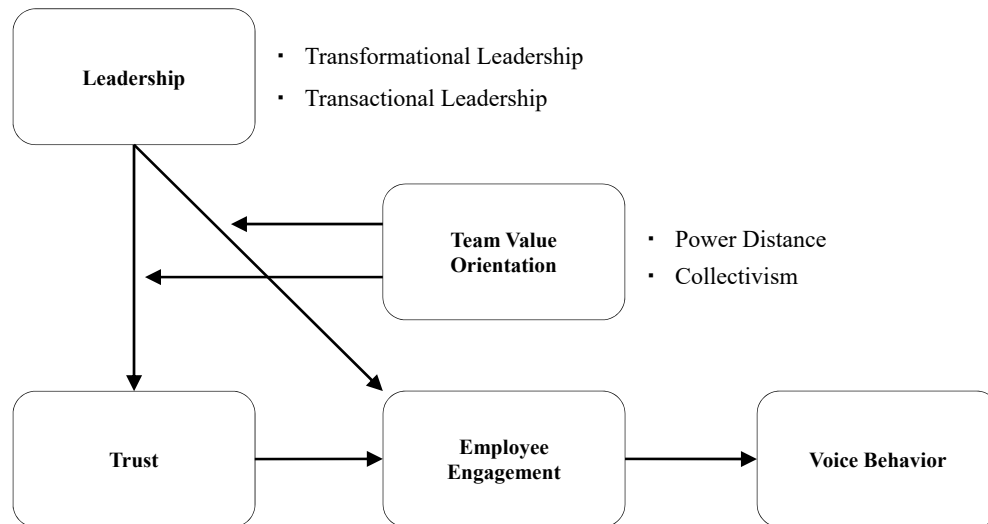 Leadership
▪ Transformational Leadership
▪ Transactional Leadership
Team Value
Orientation
▪ Power Distance
▪ Collectivism
Trust
Employee
Engagement
Voice Behavior